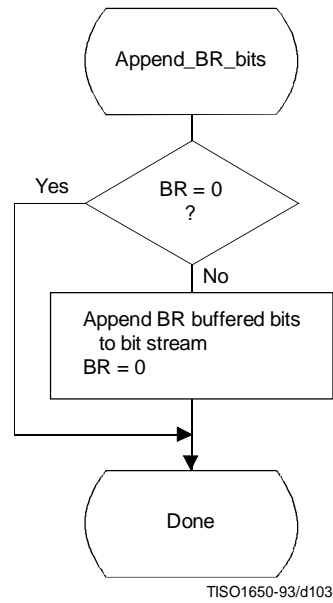 Append_BR_bits
Yes
BR = 0
?
No
Append BR buffered bits
to bit stream
BR = 0
Done
TISO1650-93/d103